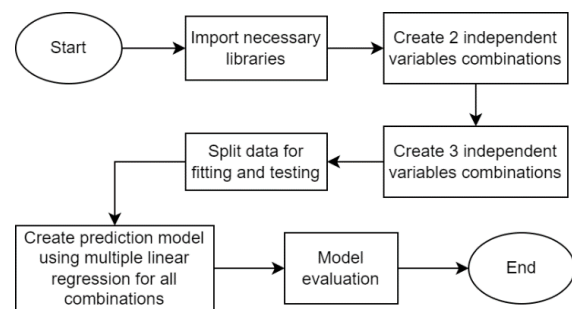 Start
Import necessary
libraries
Create 2 independent
variables combinations
Create 3 independent
variables combinations
Split data for
fitting and testing
Create prediction model
using multiple linear
regression for all
combinations
Model
evaluation
End